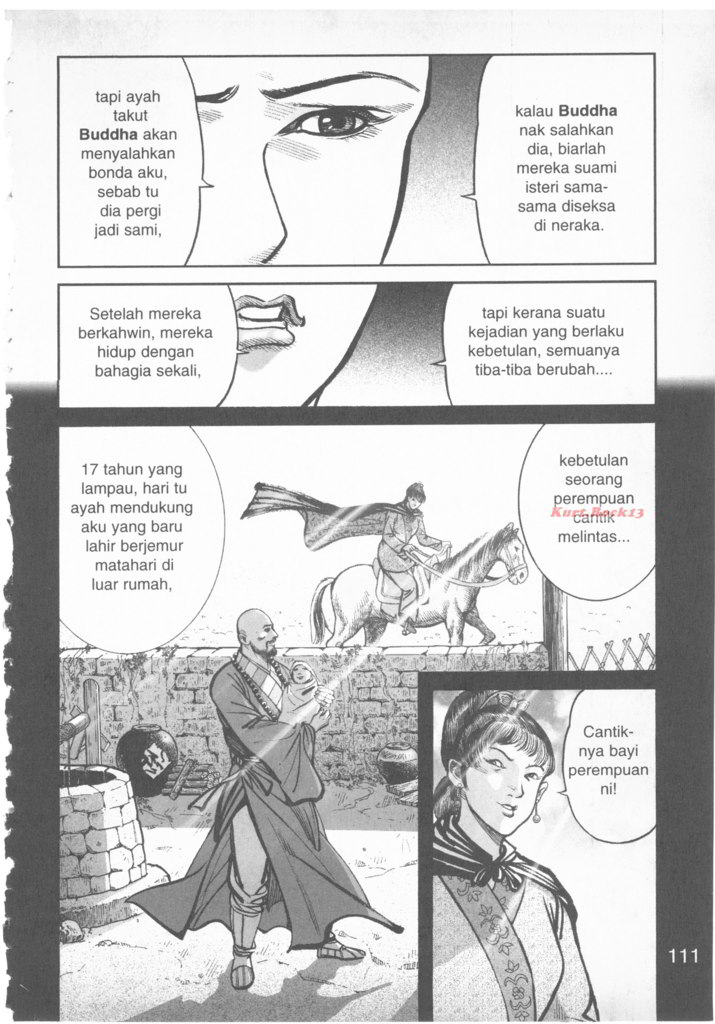 tapi ayah
takut
Buddha akan
menyalahkan
bonda aku,
sebab tu
dia pergi
jadi sami,
kalau Buddha
nak salahkan
dia, biarlah
mereka suami
isteri sama-
sama diseksa
di neraka.
Setelah mereka
berkahwin, mereka
hidup dengan
bahagia sekali,
tapi kerana suatu
kejadian yang berlaku
kebetulan, semuanya
tiba-tiba berubah....
17 tahun yang
lampau, hari tu
ayah mendukung
aku yang baru
lahir berjemur
matahari di
luar rumah,
kebetulan
seorang
perempuan
cantik
melintas...
Kurt Rock13
Cantik-
nya bayi
perempuan
ni!
111